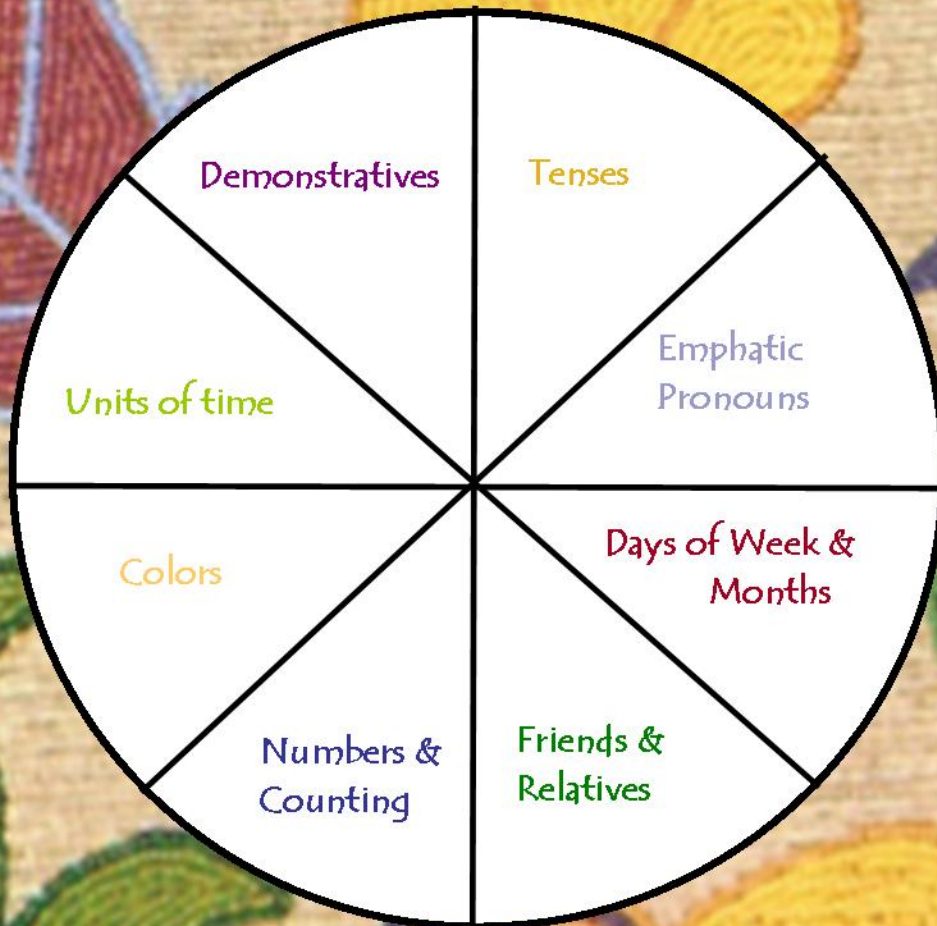 Demonstratives
Tenses
Emphatic
Pronouns
Units of time
Days of Week &
Months
Colors
Friends &
Relatives
Numbers &
Counting